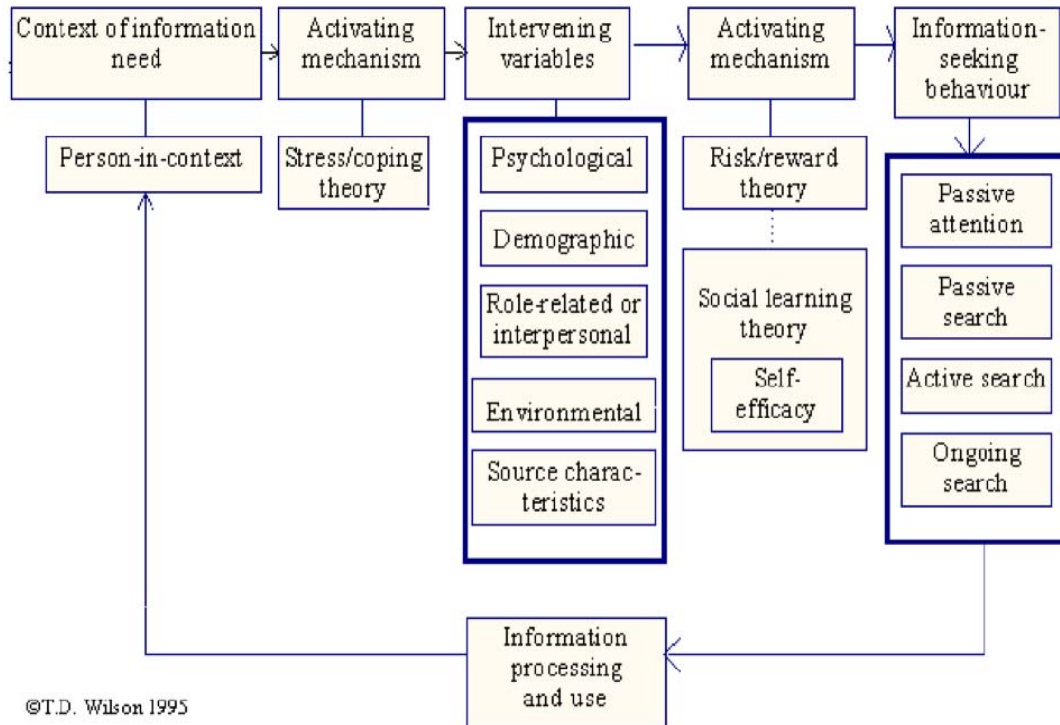 Context of information
need
Activating
mechanism
Intervening
variables
Activating
mechanism
Information-
seeking
behaviour
Person-in-context
Stress/coping
theory
Psychological
Demographic
Role-related or
interpersonal
Environmental
Source charac-
teristics
Risk/reward
theory
Social learning
theory
Self-
efficacy
Passive
attention
Passive
search
Active search
Ongoing
search
Information
processing
and use
©T.D. Wilson 1995